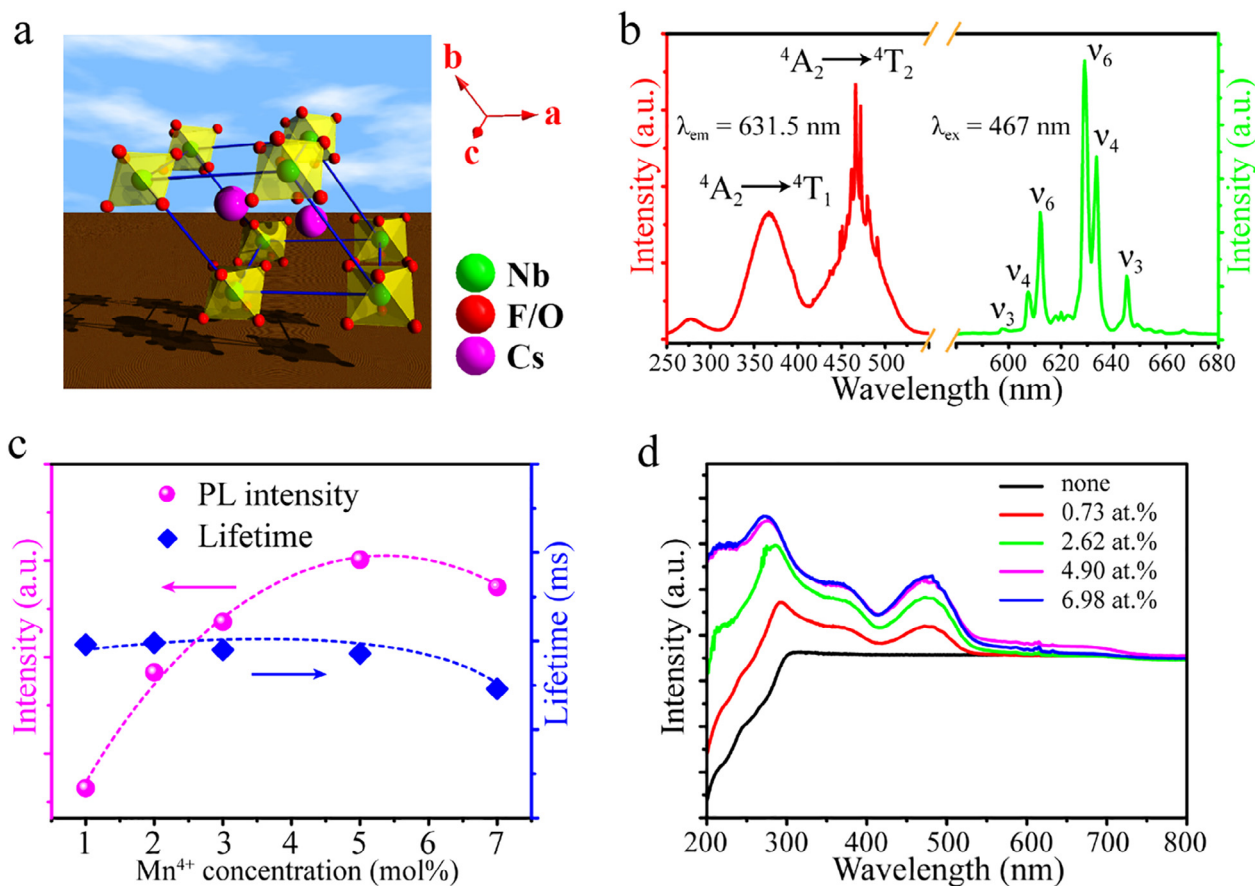 a
b
a
c
Nb
F/O
Cs
b
Intensity (a.u.)
⁴A₂ → ⁴T₂
λem = 631.5 nm
⁴A₂ → ⁴T₁
λex = 467 nm
ν₃
ν₄
ν₆
ν₆
ν₄
ν₃
Intensity (a.u.)
250 300 350 400 450 500 600 620 640 660 680
Wavelength (nm)
c
PL intensity
Lifetime
Intensity (a.u.)
Lifetime (ms)
1 2 3 4 5 6 7
Mn⁴⁺ concentration (mol%)
d
none
0.73 at.%
2.62 at.%
4.90 at.%
6.98 at.%
Intensity (a.u.)
200 300 400 500 600 700 800
Wavelength (nm)